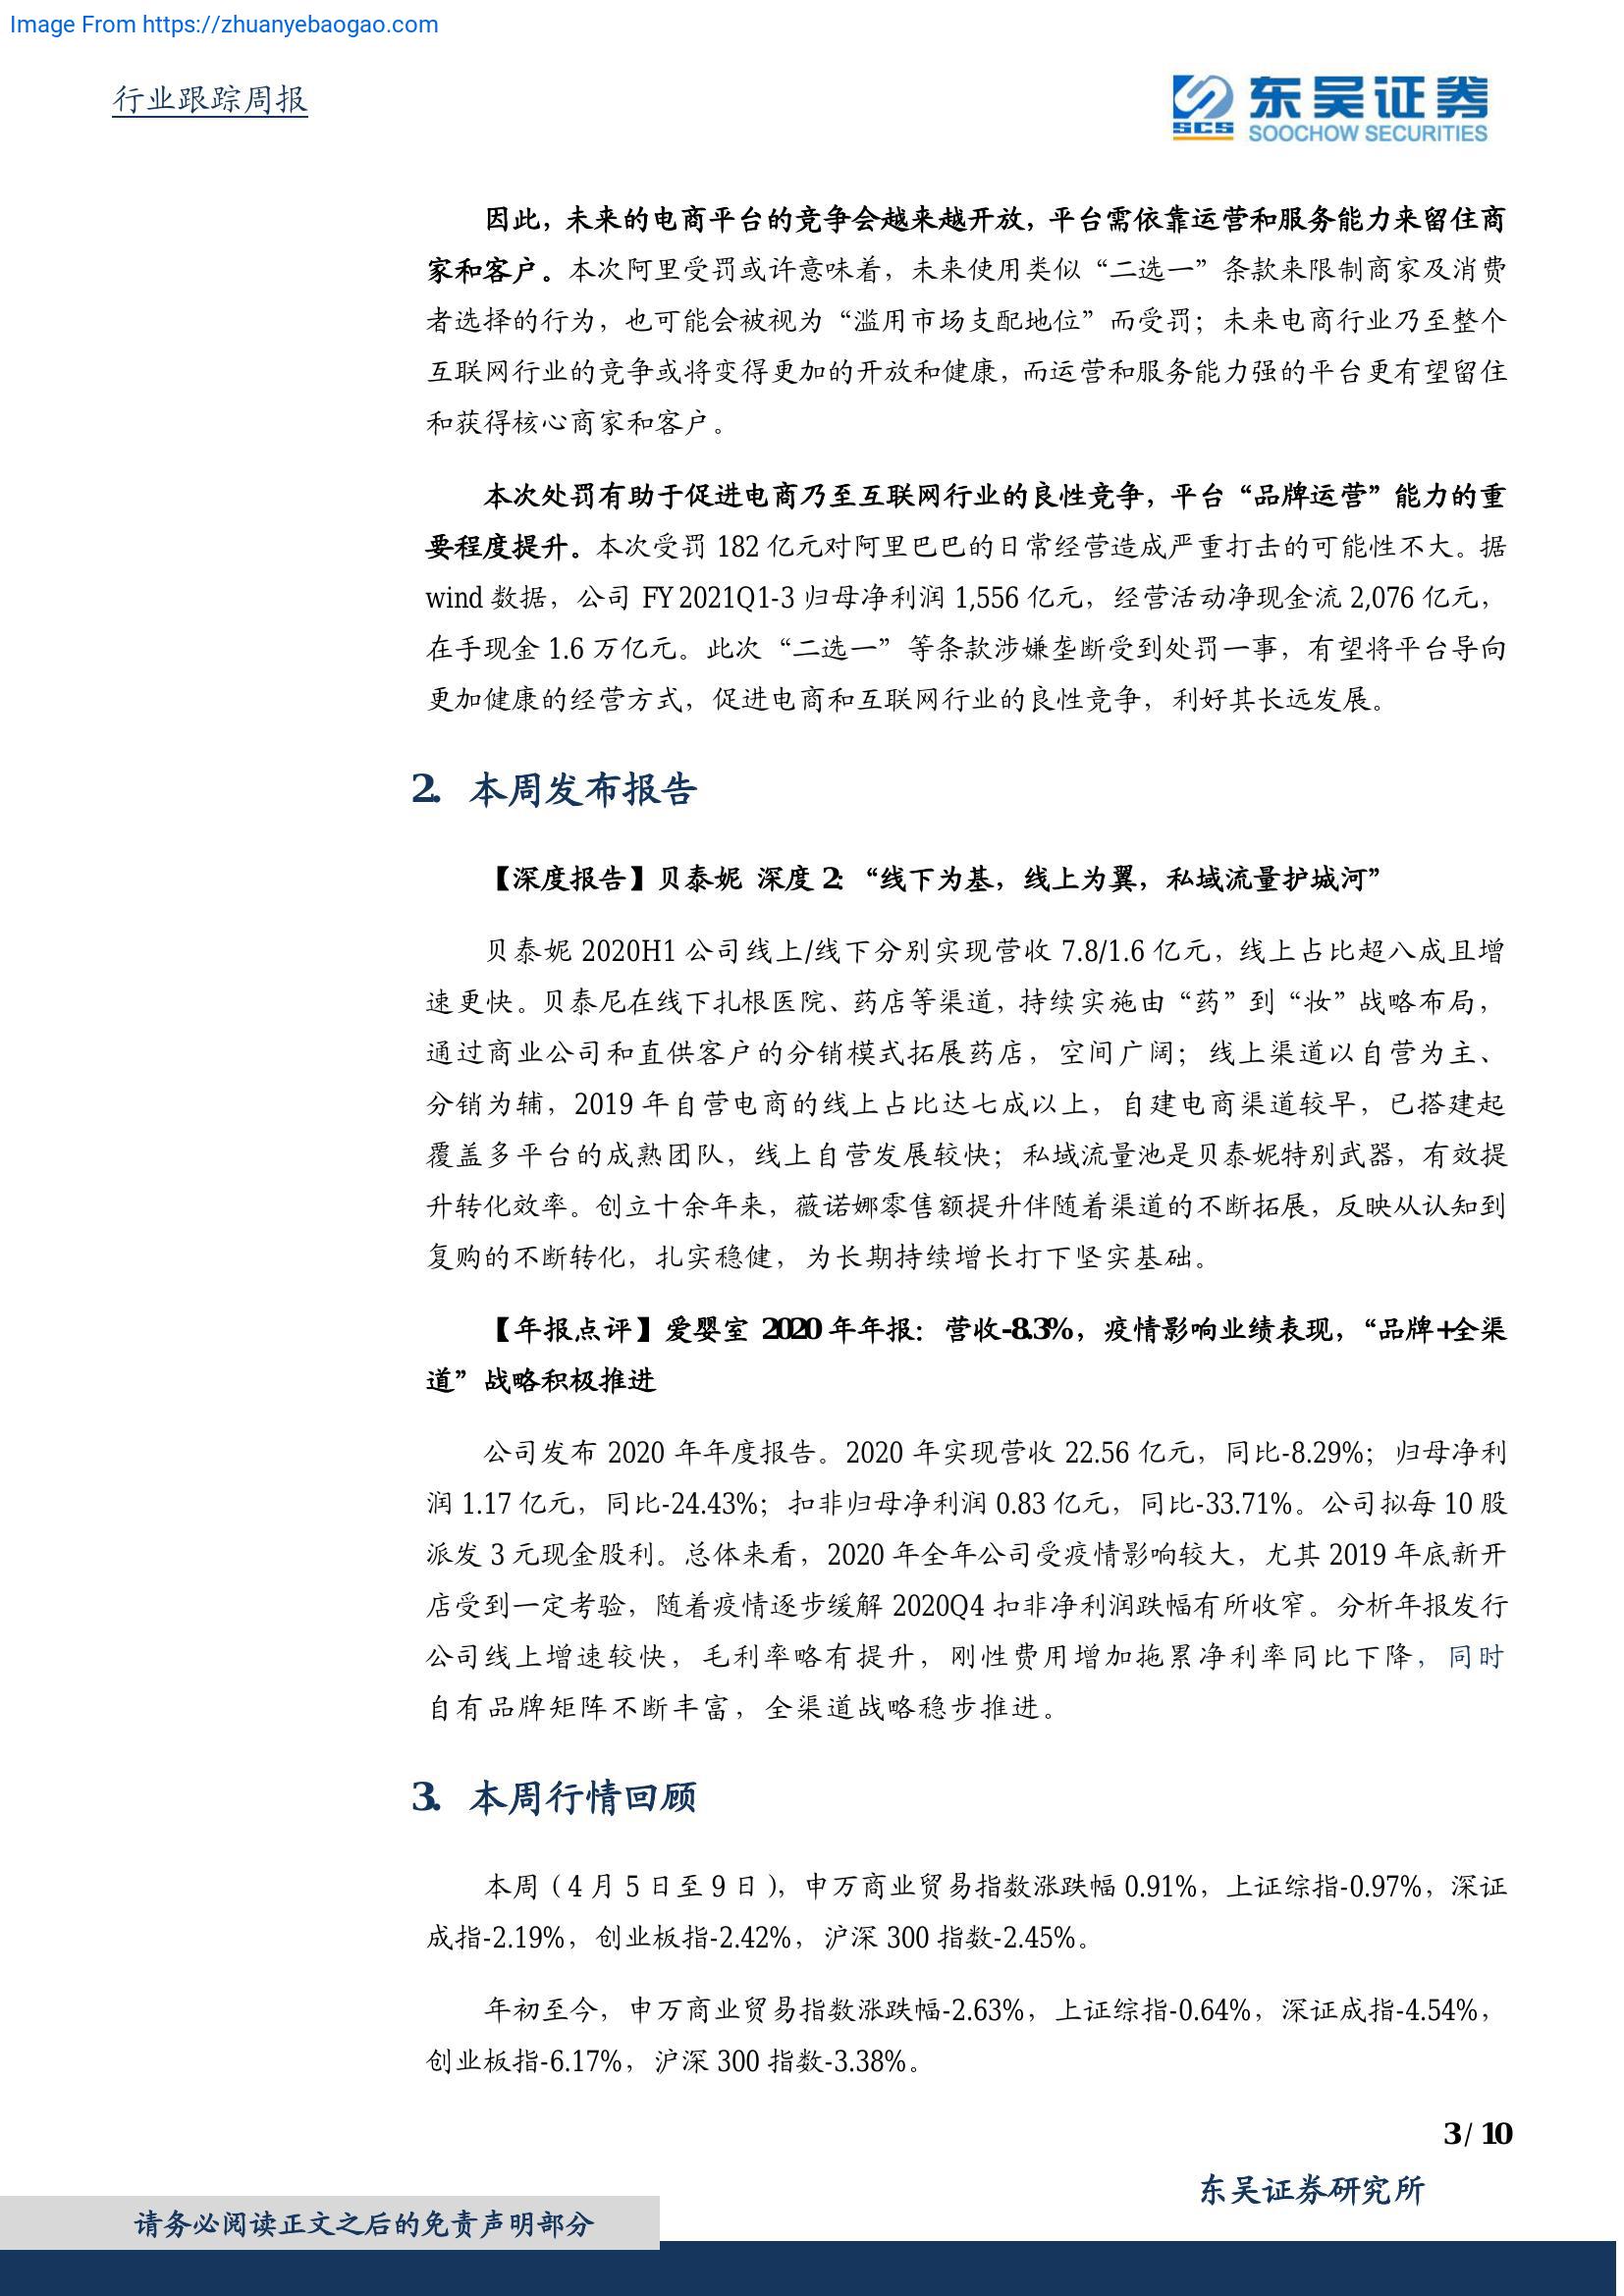 Image From https://zhuanyebaogao.com
行业跟踪周报
SCS 东吴证券
SOOCHOW SECURITIES
因此，未来的电商平台的竞争会越来越开放，平台需依靠运营和服务能力来留住商
家和客户。本次阿里受罚或许意味着，未来使用类似“二选一”条款来限制商家及消费
者选择的行为，也可能会被视为“滥用市场支配地位”而受罚；未来电商行业乃至整个
互联网行业的竞争或将变得更加的开放和健康，而运营和服务能力强的平台更有望留住
和获得核心商家和客户。
本次处罚有助于促进电商乃至互联网行业的良性竞争，平台“品牌运营”能力的重
要程度提升。本次受罚 182 亿元对阿里巴巴的日常经营造成严重打击的可能性不大。据
wind 数据，公司 FY2021Q1-3 归母净利润 1,556 亿元，经营活动净现金流 2,076 亿元，
在手现金 1.6 万亿元。此次“二选一”等条款涉嫌垄断受到处罚一事，有望将平台导向
更加健康的经营方式，促进电商和互联网行业的良性竞争，利好其长远发展。
2. 本周发布报告
【深度报告】贝泰妮 深度 2：“线下为基，线上为翼，私域流量护城河”
贝泰妮 2020H1 公司线上/线下分别实现营收 7.8/1.6 亿元，线上占比超八成且增
速更快。贝泰尼在线下扎根医院、药店等渠道，持续实施由“药”到“妆”战略布局，
通过商业公司和直供客户的分销模式拓展药店，空间广阔；线上渠道以自营为主、
分销为辅，2019 年自营电商的线上占比达七成以上，自建电商渠道较早，已搭建起
覆盖多平台的成熟团队，线上自营发展较快；私域流量池是贝泰妮特别武器，有效提
升转化效率。创立十余年来，薇诺娜零售额提升伴随着渠道的不断拓展，反映从认知到
复购的不断转化，扎实稳健，为长期持续增长打下坚实基础。
【年报点评】爱婴室 2020 年年报：营收-8.3%，疫情影响业绩表现，“品牌+全渠
道”战略积极推进
公司发布 2020 年年度报告。2020 年实现营收 22.56 亿元，同比-8.29%；归母净利
润 1.17 亿元，同比-24.43%；扣非归母净利润 0.83 亿元，同比-33.71%。公司拟每 10 股
派发 3 元现金股利。总体来看，2020 年全年公司受疫情影响较大，尤其 2019 年底新开
店受到一定考验，随着疫情逐步缓解 2020Q4 扣非净利润跌幅有所收窄。分析年报发行
公司线上增速较快，毛利率略有提升，刚性费用增加拖累净利率同比下降，同时
自有品牌矩阵不断丰富，全渠道战略稳步推进。
3. 本周行情回顾
本周（4 月 5 日至 9 日），申万商业贸易指数涨跌幅 0.91%，上证综指-0.97%，深证
成指-2.19%，创业板指-2.42%，沪深 300 指数-2.45%。
年初至今，申万商业贸易指数涨跌幅-2.63%，上证综指-0.64%，深证成指-4.54%，
创业板指-6.17%，沪深 300 指数-3.38%。
3 / 10
东吴证券研究所
请务必阅读正文之后的免责声明部分